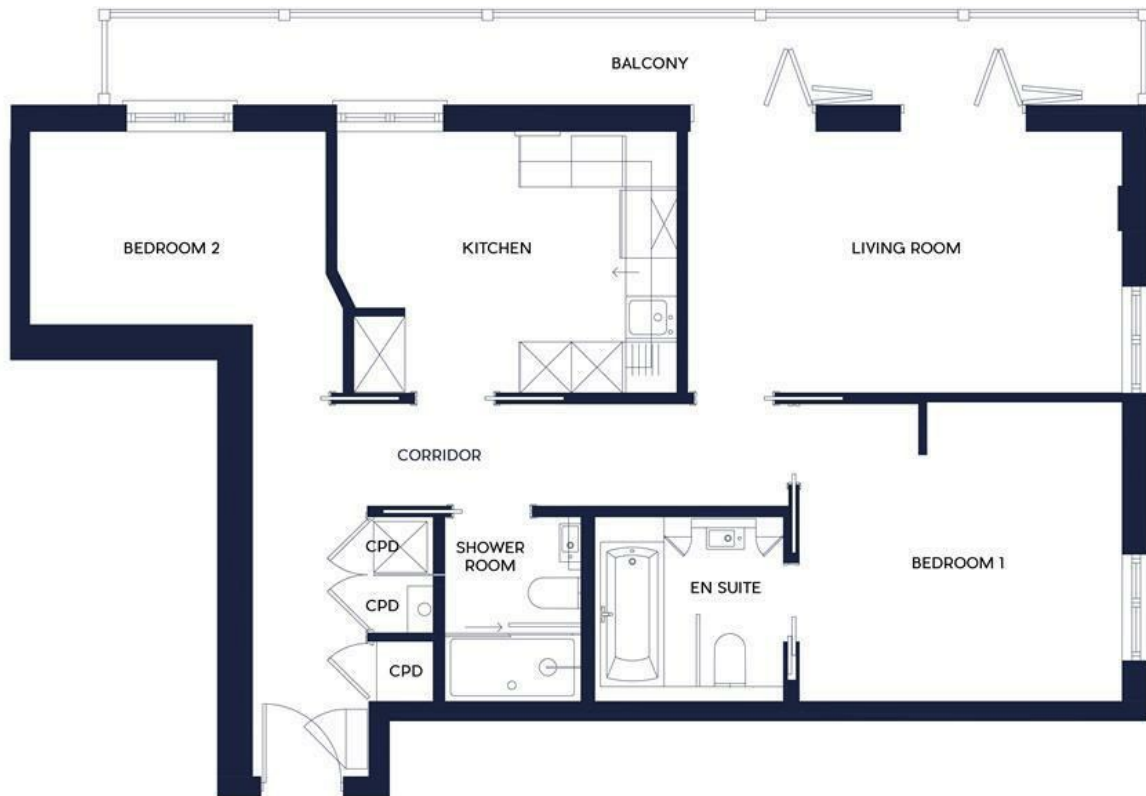 BALCONY
BEDROOM 2
KITCHEN
LIVING ROOM
CORRIDOR
CPD
SHOWER
ROOM
CPD
EN SUITE
BEDROOM 1
CPD